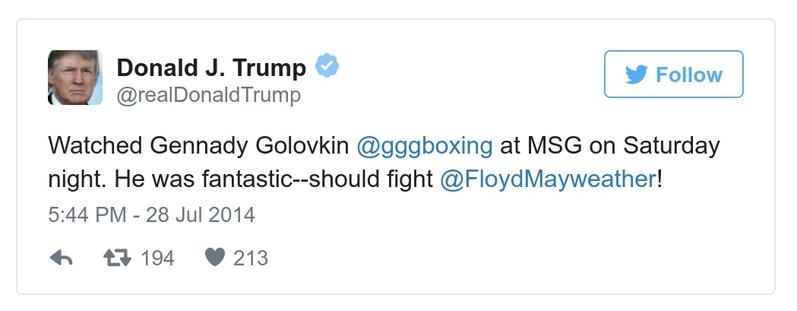 Donald J. Trump
@realDonaldTrump
Follow
Watched Gennady Golovkin @gggboxing at MSG on Saturday
night. He was fantastic--should fight @FloydMayweather!
5:44 PM - 28 Jul 2014
194 213